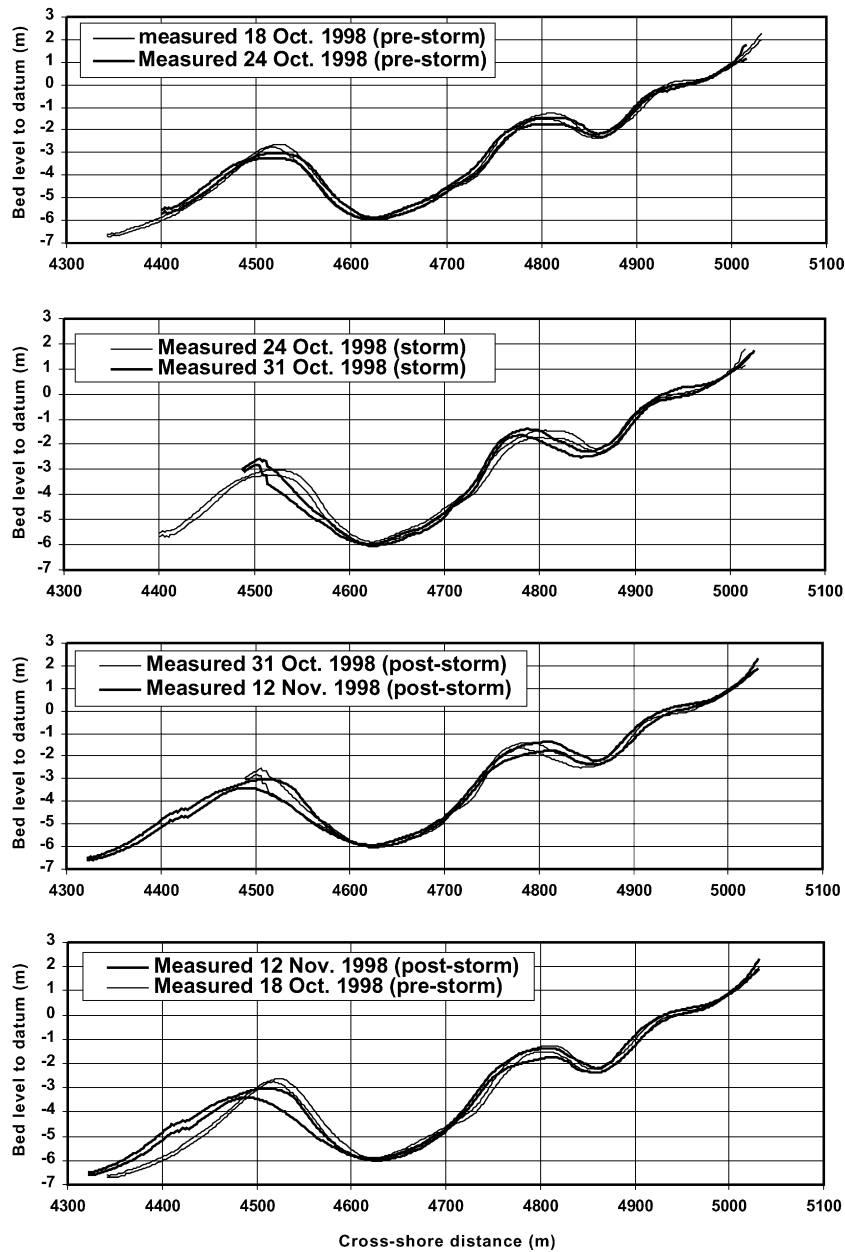 3
2
1
0
-1
-2
-3
-4
-5
-6
-7
Bed level to datum (m)
measured 18 Oct. 1998 (pre-storm)
Measured 24 Oct. 1998 (pre-storm)
4300 4400 4500 4600 4700 4800 4900 5000 5100
3
2
1
0
-1
-2
-3
-4
-5
-6
-7
Bed level to datum (m)
Measured 24 Oct. 1998 (storm)
Measured 31 Oct. 1998 (storm)
4300 4400 4500 4600 4700 4800 4900 5000 5100
3
2
1
0
-1
-2
-3
-4
-5
-6
-7
Bed level to datum (m)
Measured 31 Oct. 1998 (post-storm)
Measured 12 Nov. 1998 (post-storm)
4300 4400 4500 4600 4700 4800 4900 5000 5100
3
2
1
0
-1
-2
-3
-4
-5
-6
-7
Bed level to datum (m)
Measured 12 Nov. 1998 (post-storm)
Measured 18 Oct. 1998 (pre-storm)
4300 4400 4500 4600 4700 4800 4900 5000 5100
Cross-shore distance (m)